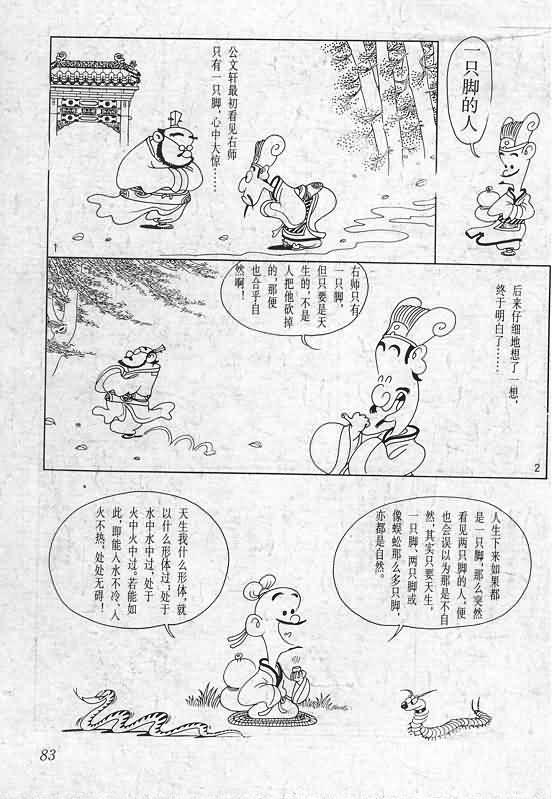 一只脚的人
公文轩最初看见右师
只有一只脚，心中大惊……
1
后来仔细地想了一想，
终于明白了……
右师只有
一只脚，
但只要是天
生的，不是
人把他砍掉
的，那便
也合乎自
然啊！
2
人生下来如果都
是一只脚，那么突然
看见两只脚的人，便
也会误以为那是不自
然，其实只要天生，
一只脚、两只脚或
像蜈蚣那么多只脚，
亦都是自然。
天生我什么形体，就
以什么形体过，处于
水中水中过，处于
火中火中过。若能如
此，即能入水不冷、入
火不热，处处无碍！
83